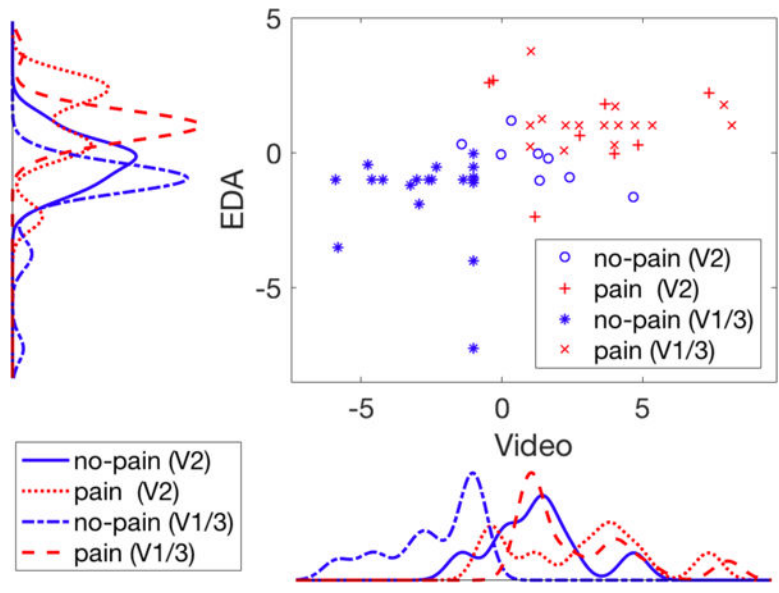 5
0
-5
EDA
-5
0
5
Video
no-pain (V2)
pain (V2)
no-pain (V1/3)
pain (V1/3)
no-pain (V2)
pain (V2)
no-pain (V1/3)
pain (V1/3)